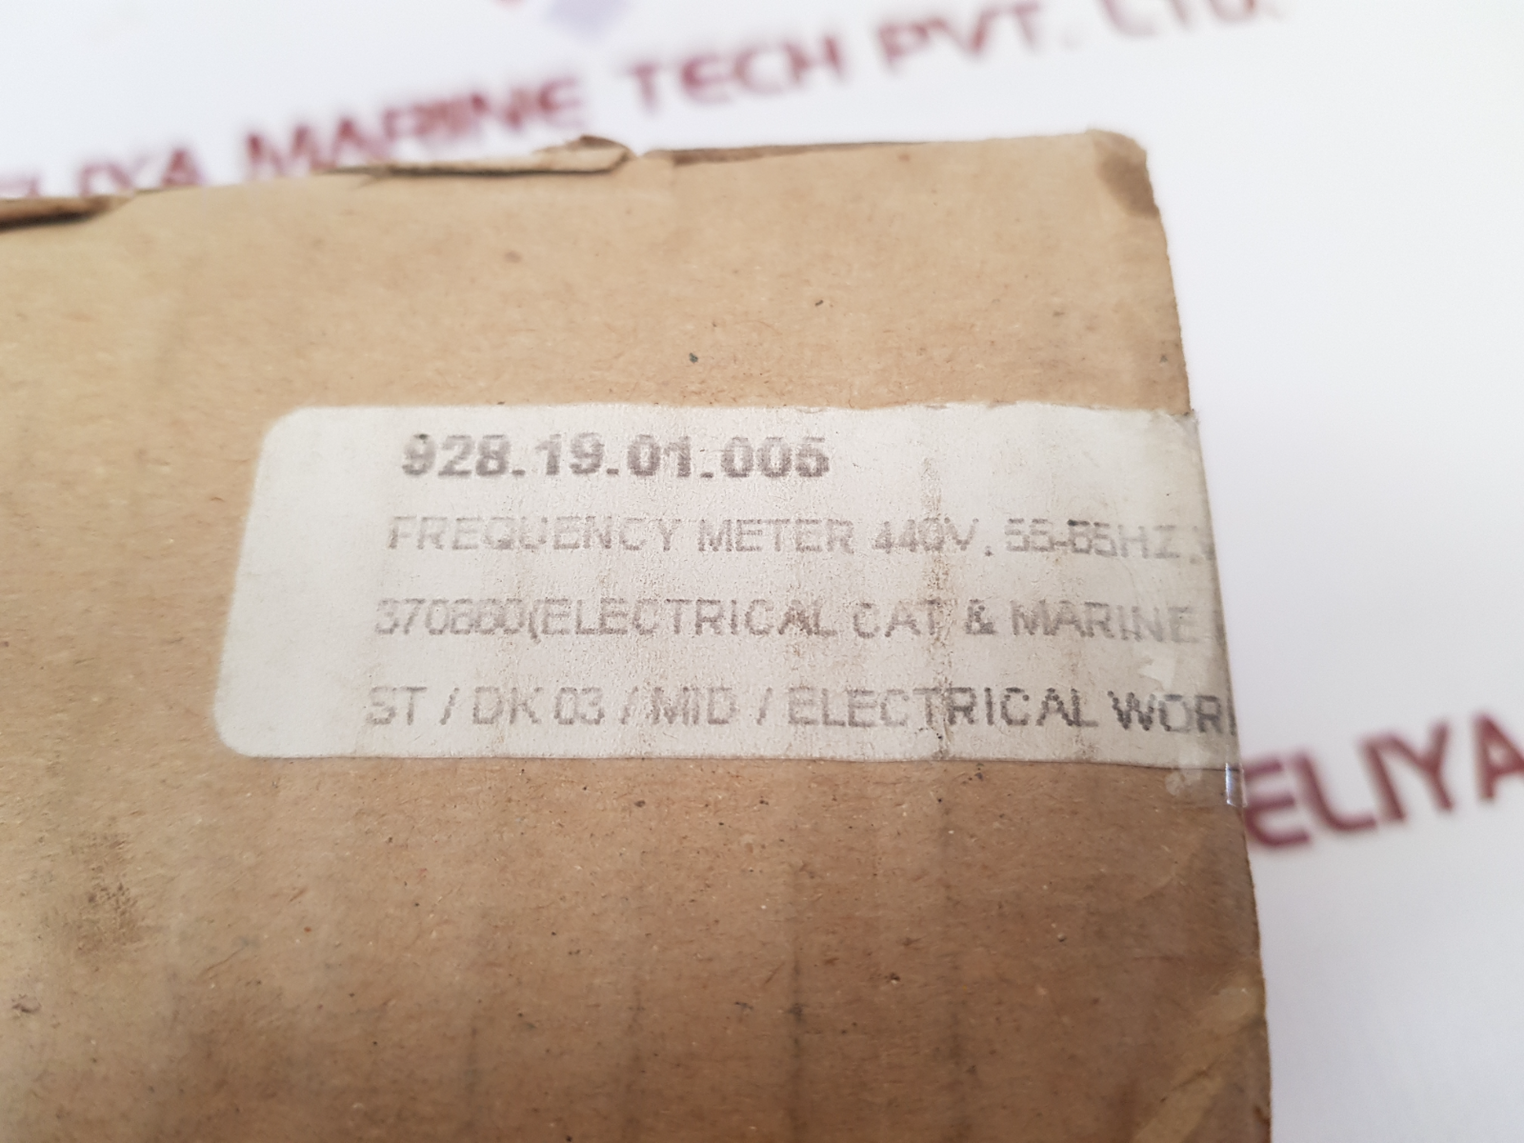 MARINE TECH PVT. LTD.
928.19.01.005
FREQUENCY METER 440V, 55-65HZ,
370860(ELECTRICAL CAT & MARINE
ST / DK 03 / MID / ELECTRICAL WOR
ELIYA